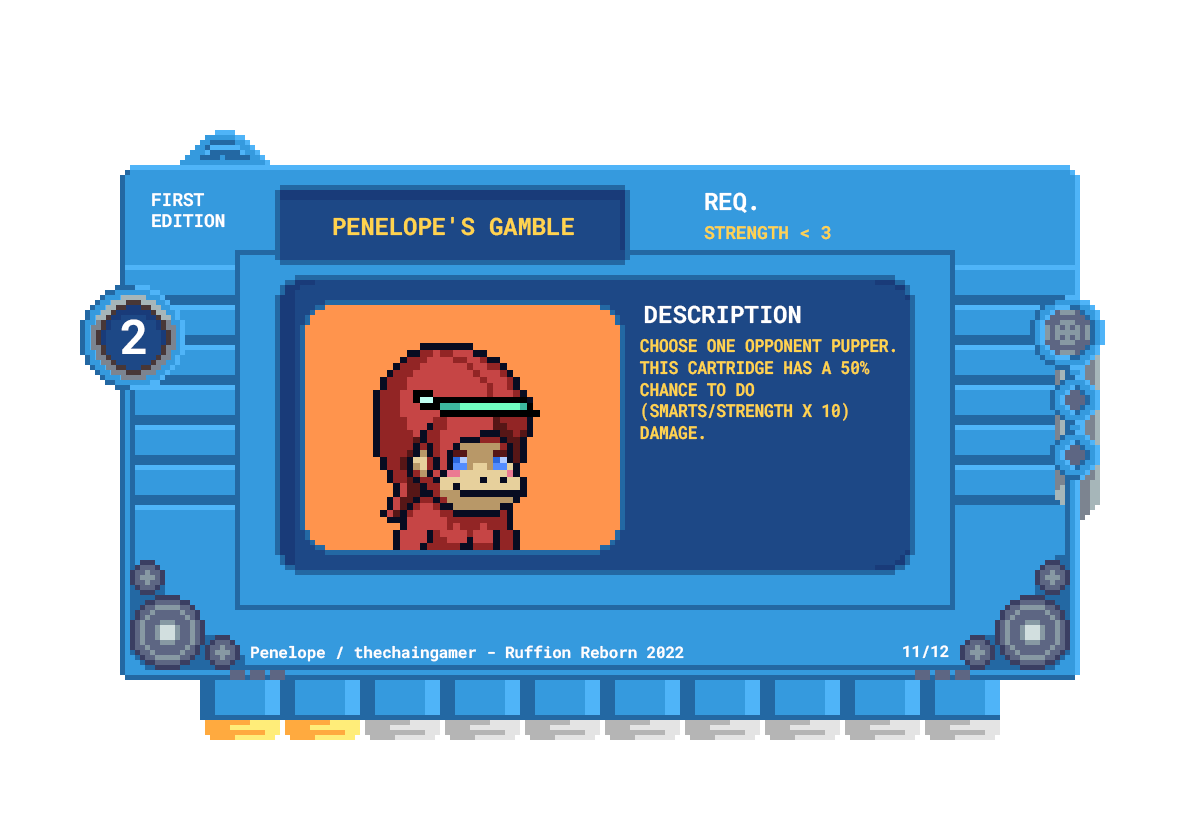 FIRST
EDITION
PENELOPE'S GAMBLE
REQ.
STRENGTH < 3
2
DESCRIPTION
CHOOSE ONE OPPONENT PUPPER.
THIS CARTRIDGE HAS A 50%
CHANCE TO DO
(SMARTS/STRENGTH X 10)
DAMAGE.
Penelope / thechaingamer - Ruffion Reborn 2022
11/12